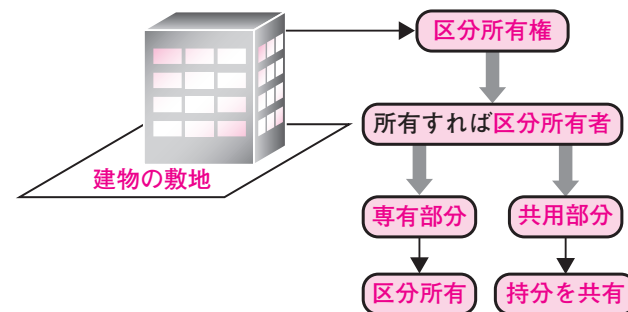 区分所有権
所有すれば区分所有者
建物の敷地
専有部分
共用部分
区分所有
持分を共有